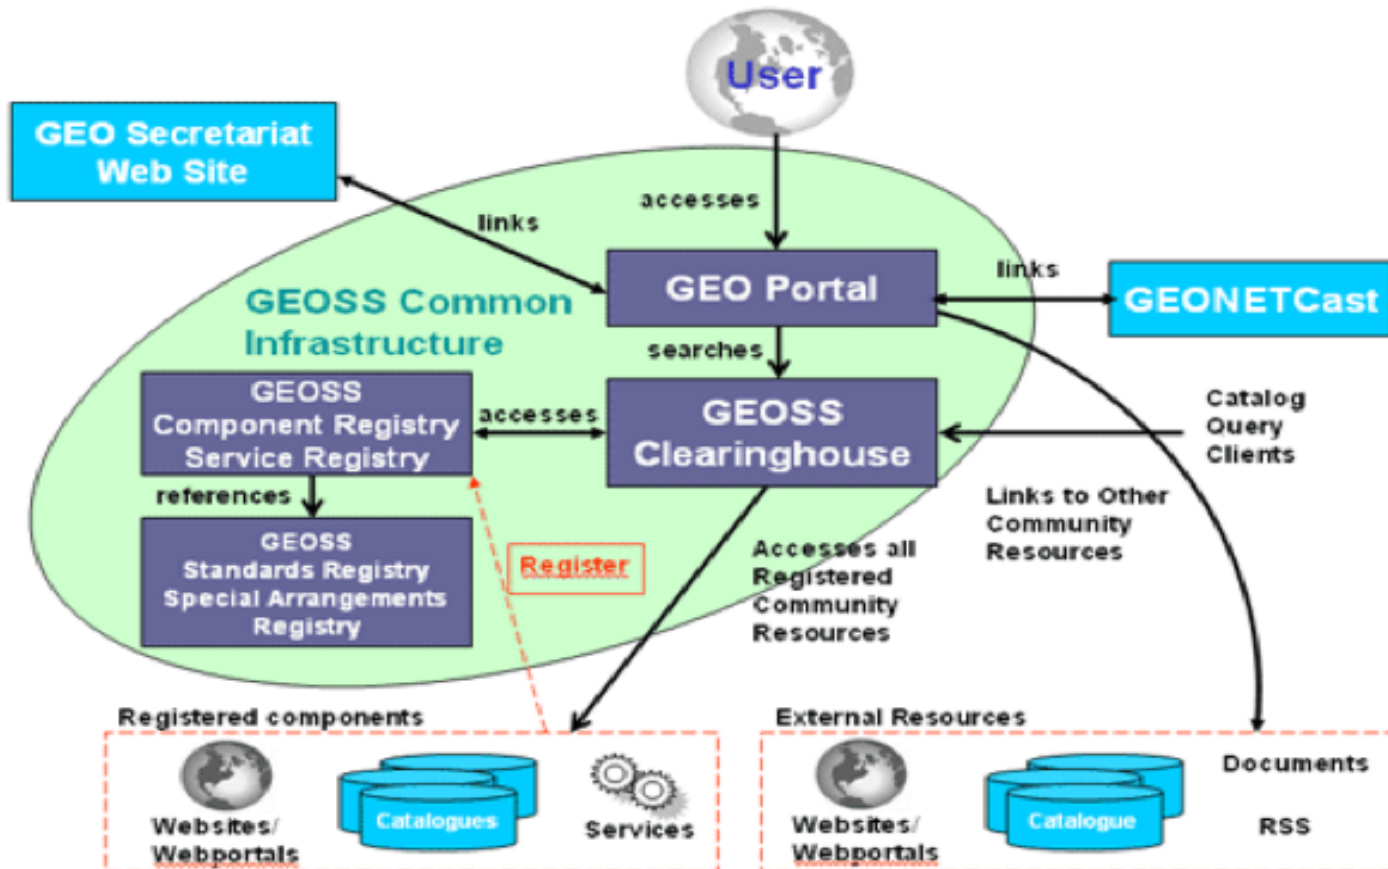 User
GEO Secretariat
Web Site
accesses
links
GEO Portal
links
GEONETCast
GEOSS Common
Infrastructure
searches
GEOSS
Component Registry
Service Registry
accesses
GEOSS
Clearinghouse
Catalog
Query
Clients
references
Links to Other
Community
Resources
GEOSS
Standards Registry
Special Arrangements
Registry
Register
Accesses all
Registered
Community
Resources
Registered components
External Resources
Websites/
Webportals
Catalogues
Services
Websites/
Webportals
Catalogue
Documents
RSS